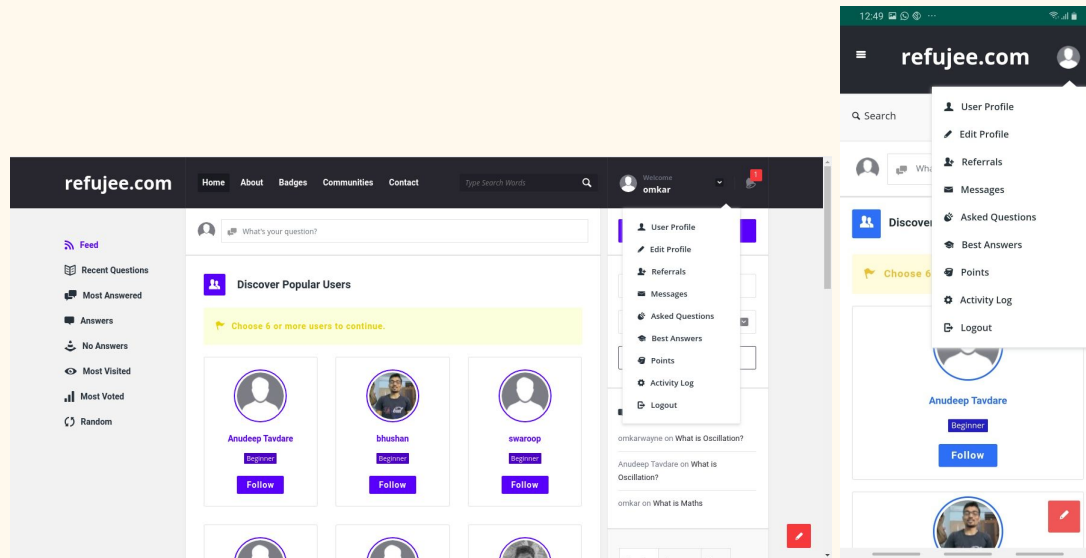 refujee.com
Home About Badges Communities Contact
Type Search Words
Welcome
omkar
1
Feed
Recent Questions
Most Answered
Answers
No Answers
Most Visited
Most Voted
Random
What's your question?
Discover Popular Users
Choose 6 or more users to continue.
Anudeep Tavdare
Beginner
Follow
bhushan
Beginner
Follow
swaroop
Beginner
Follow
User Profile
Edit Profile
Referrals
Messages
Asked Questions
Best Answers
Points
Activity Log
Logout
omkarwayne on What is Oscillation?
Anudeep Tavdare on What is
Oscillation?
omkar on What is Maths
12:49
refujee.com
Search
Discover
Choose 6
User Profile
Edit Profile
Referrals
Messages
Asked Questions
Best Answers
Points
Activity Log
Logout
Anudeep Tavdare
Beginner
Follow